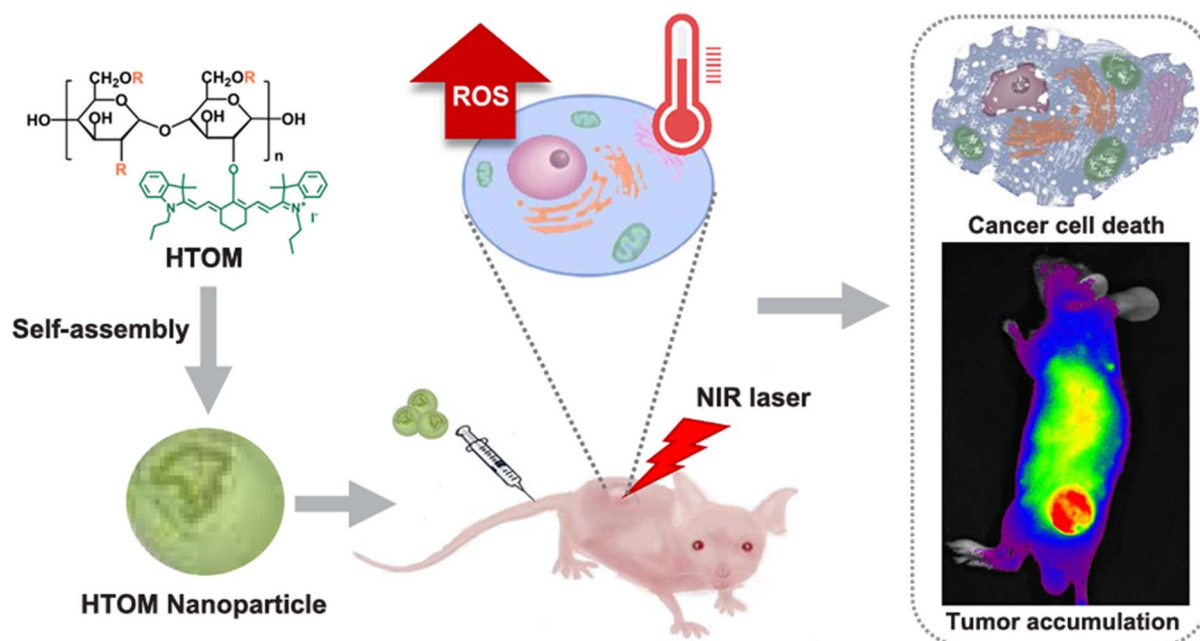 CH₂OR
CH₂OR
O
O
HO
OH
O
OH
OH
R
O
n
N
N⁺
I⁻
HTOM
Self-assembly
HTOM Nanoparticle
ROS
NIR laser
Cancer cell death
Tumor accumulation